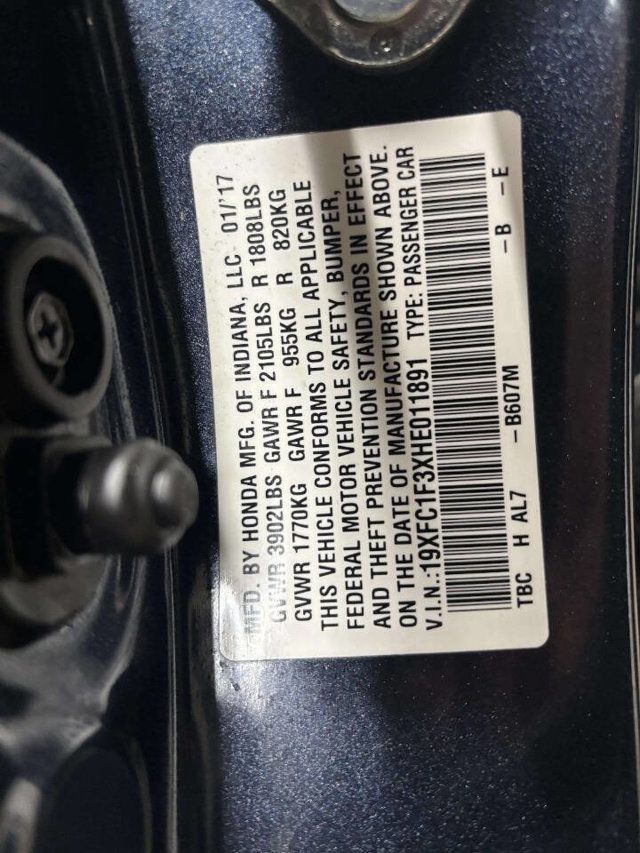 MFD. BY HONDA MFG. OF INDIANA, LLC 01/'17
GVWR 3902LBS GAWR F 2105LBS R 1808LBS
GVWR 1770KG GAWR F 955KG R 820KG
THIS VEHICLE CONFORMS TO ALL APPLICABLE
FEDERAL MOTOR VEHICLE SAFETY, BUMPER,
AND THEFT PREVENTION STANDARDS IN EFFECT
ON THE DATE OF MANUFACTURE SHOWN ABOVE.
V.I.N.:19XFC1F3XHE011891 TYPE: PASSENGER CAR
TBC H AL7 - B607M - B - E